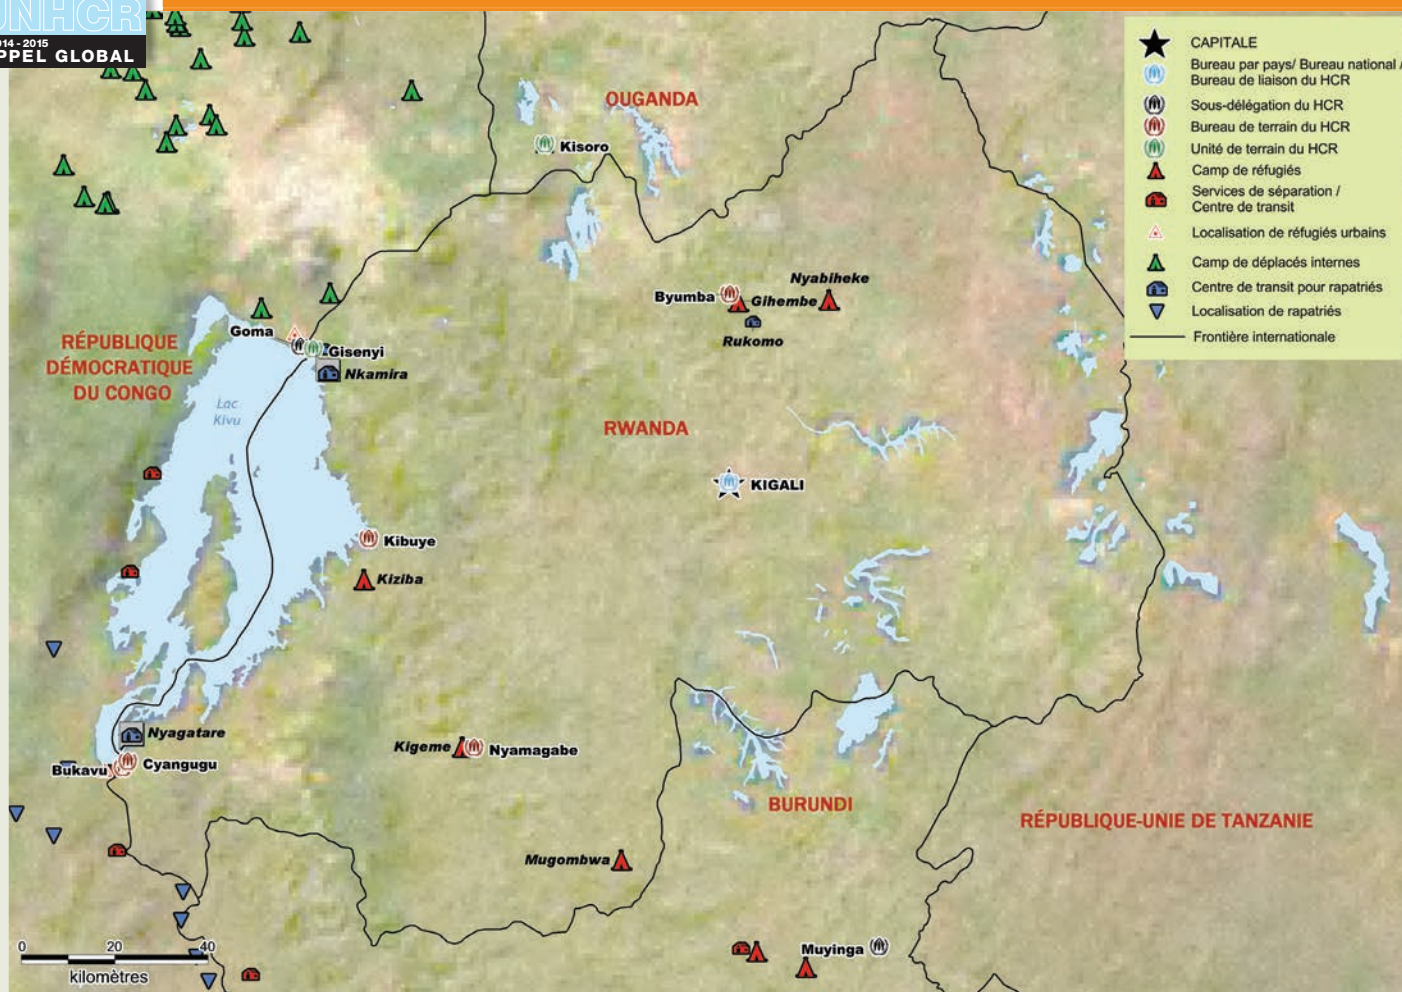 UNHCR
014 - 2015
PPEL GLOBAL
CAPITALE
Bureau par pays/ Bureau national /
Bureau de liaison du HCR
Sous-délégation du HCR
Bureau de terrain du HCR
Unité de terrain du HCR
Camp de réfugiés
Services de séparation /
Centre de transit
Localisation de réfugiés urbains
Camp de déplacés internes
Centre de transit pour rapatriés
Localisation de rapatriés
Frontière internationale
OUGANDA
Kisoro
Nyabiheke
Byumba
Gihembe
Rukomo
Goma
Gisenyi
Nkamira
RÉPUBLIQUE
DÉMOCRATIQUE
DU CONGO
Lac
Kivu
RWANDA
KIGALI
Kibuye
Kiziba
Nyagatare
Kigeme
Nyamagabe
Bukavu
Cyangugu
BURUNDI
RÉPUBLIQUE-UNIE DE TANZANIE
Mugombwa
Muyinga
0 20 40
kilomètres